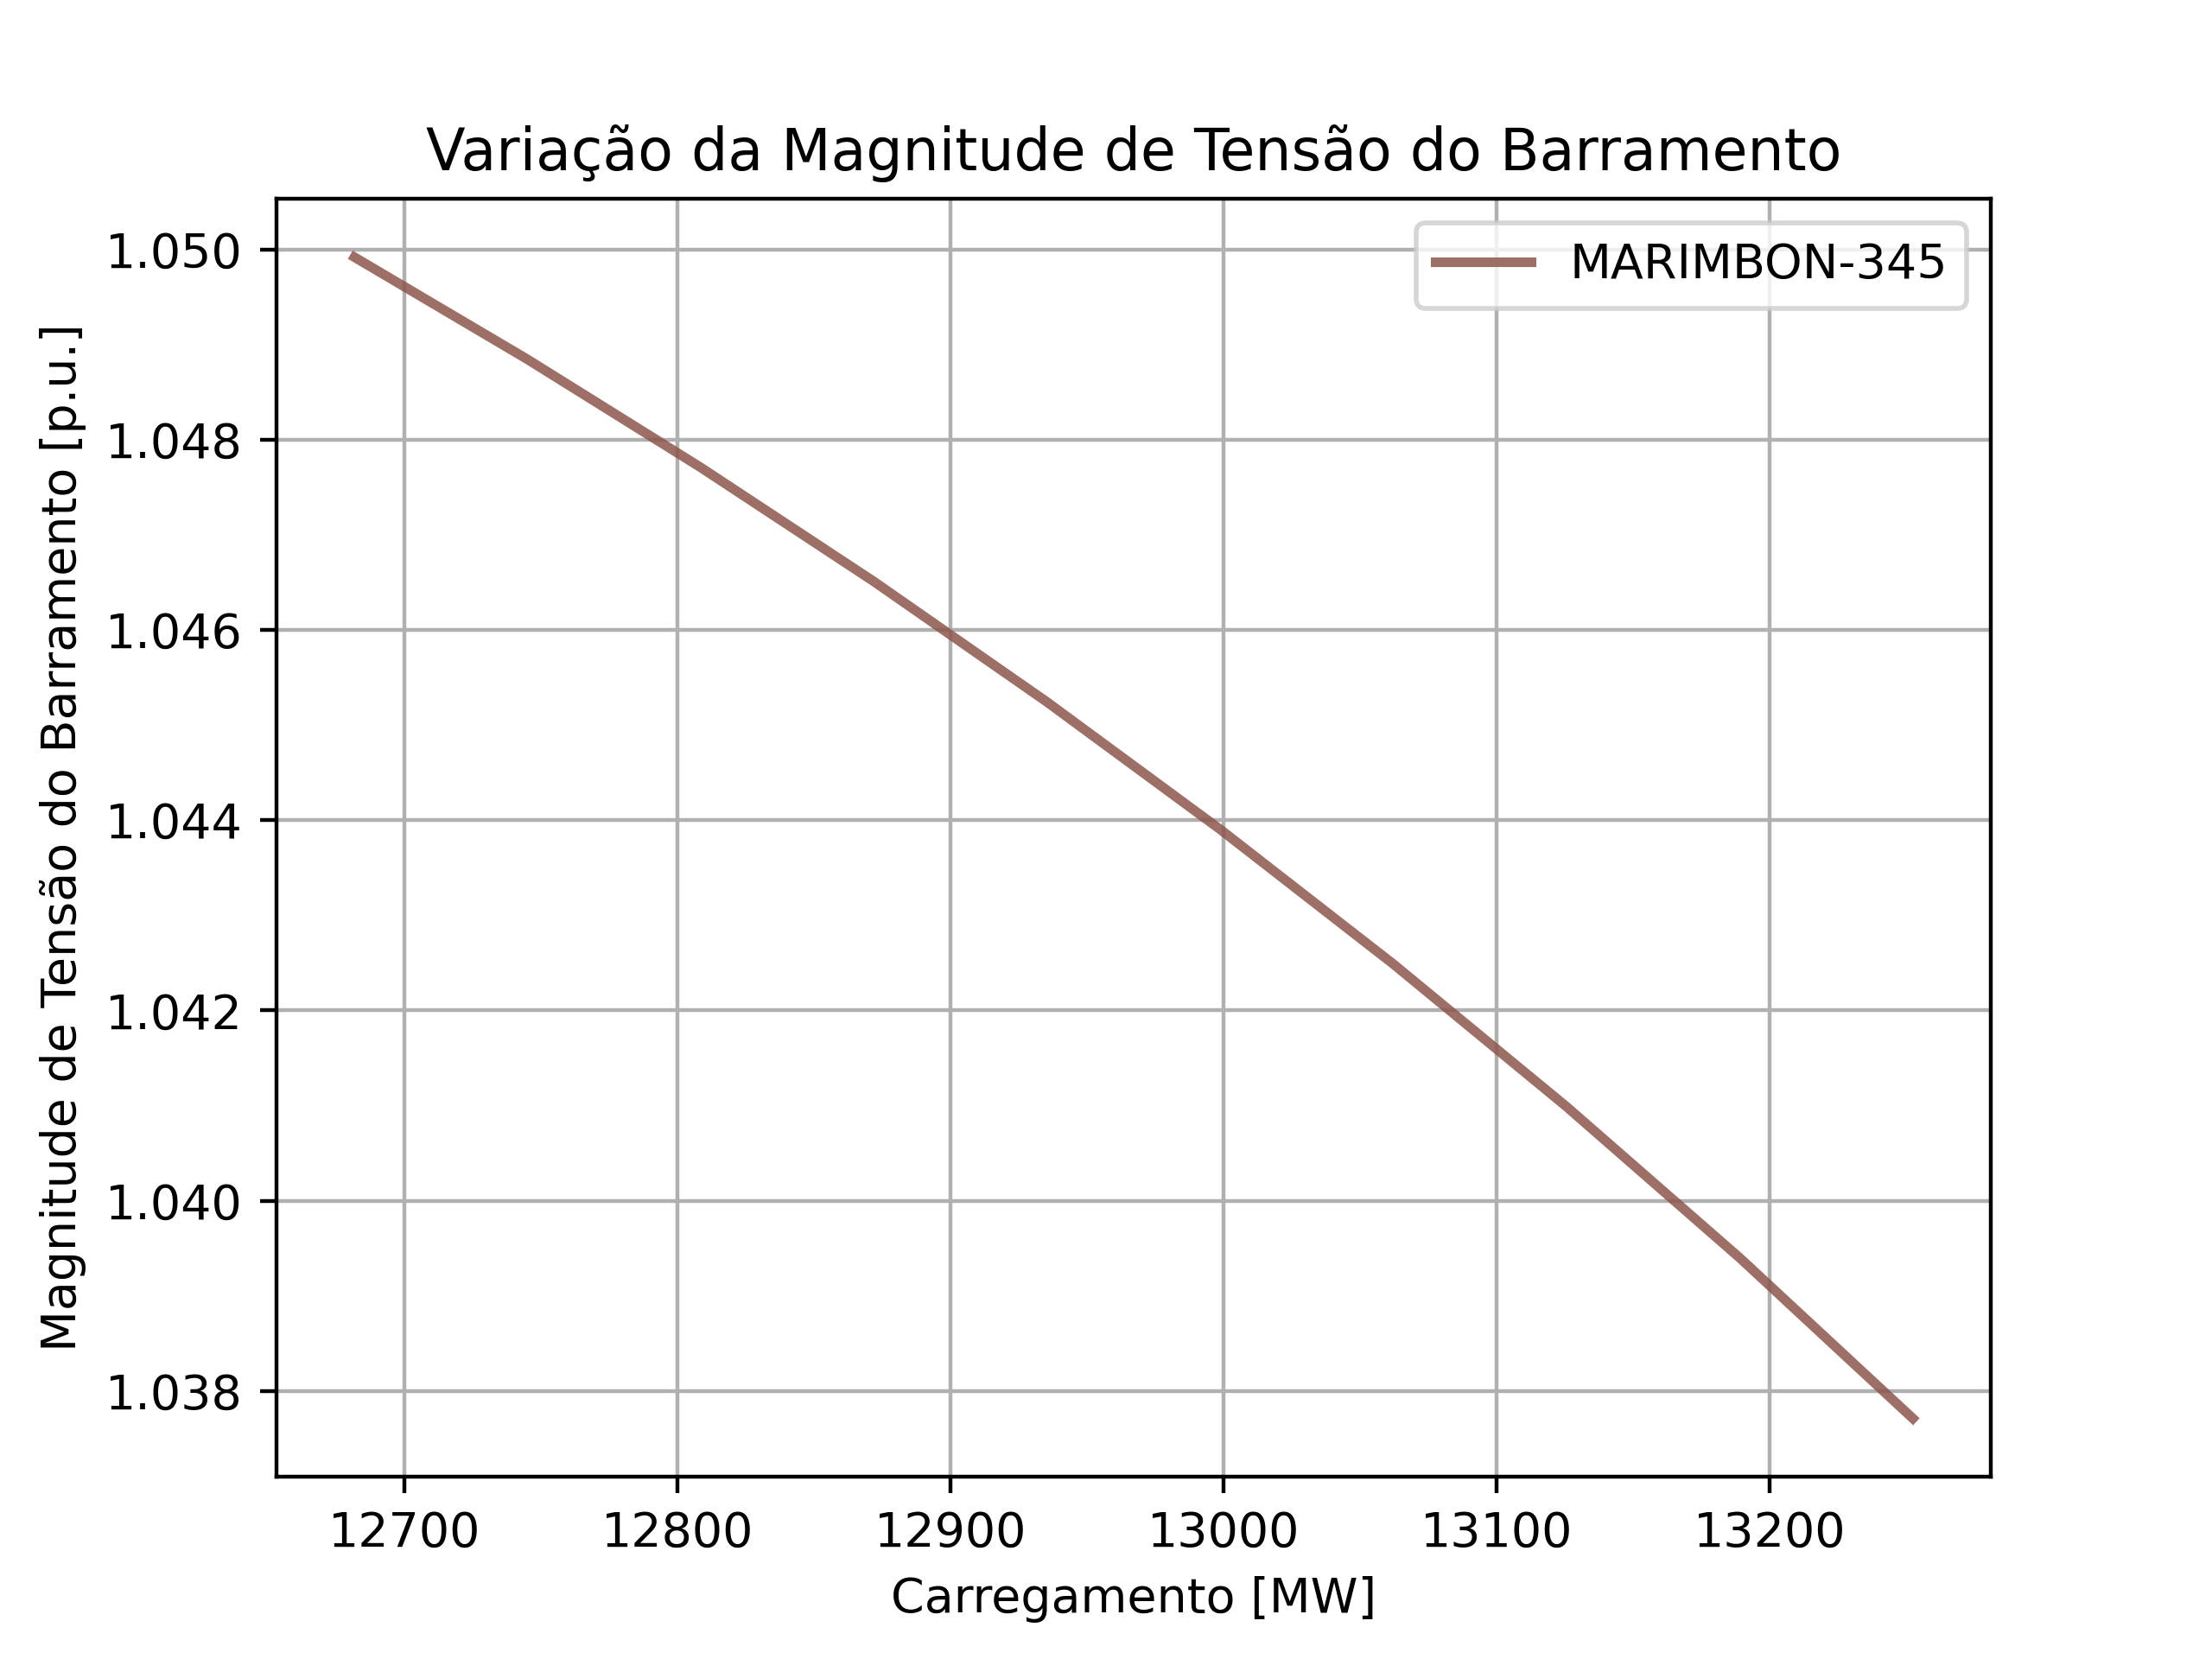 Variação da Magnitude de Tensão do Barramento
MARIMBON-345
Magnitude de Tensão do Barramento [p.u.]
1.050
1.048
1.046
1.044
1.042
1.040
1.038
12700 12800 12900 13000 13100 13200
Carregamento [MW]